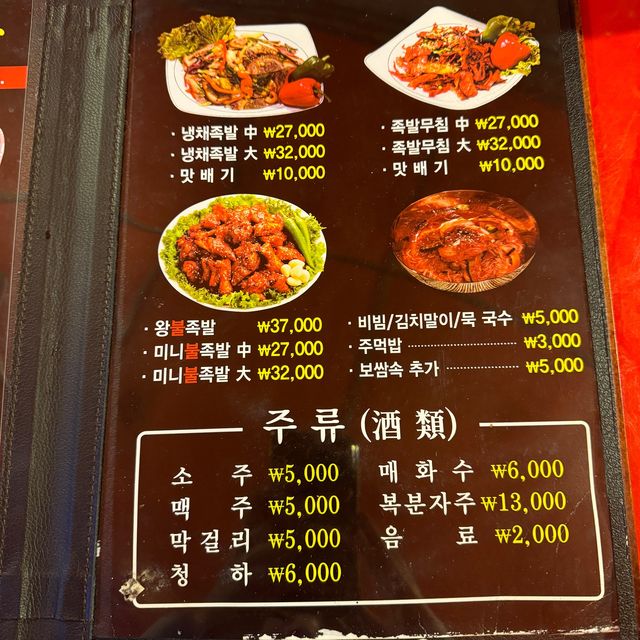 · 냉채족발 中 ₩27,000
· 냉채족발 大 ₩32,000
· 맛 배 기 ₩10,000
· 족발무침 中 ₩27,000
· 족발무침 大 ₩32,000
· 맛 배 기 ₩10,000
· 왕불족발 ₩37,000
· 미니불족발 中 ₩27,000
· 미니불족발 大 ₩32,000
· 비빔/김치말이/묵 국수 ₩5,000
· 주먹밥 ₩3,000
· 보쌈속 추가 ₩5,000
주 류 (酒 類)
소 주 ₩5,000
맥 주 ₩5,000
막걸리 ₩5,000
청 하 ₩6,000
매 화 수 ₩6,000
복분자주 ₩13,000
음 료 ₩2,000